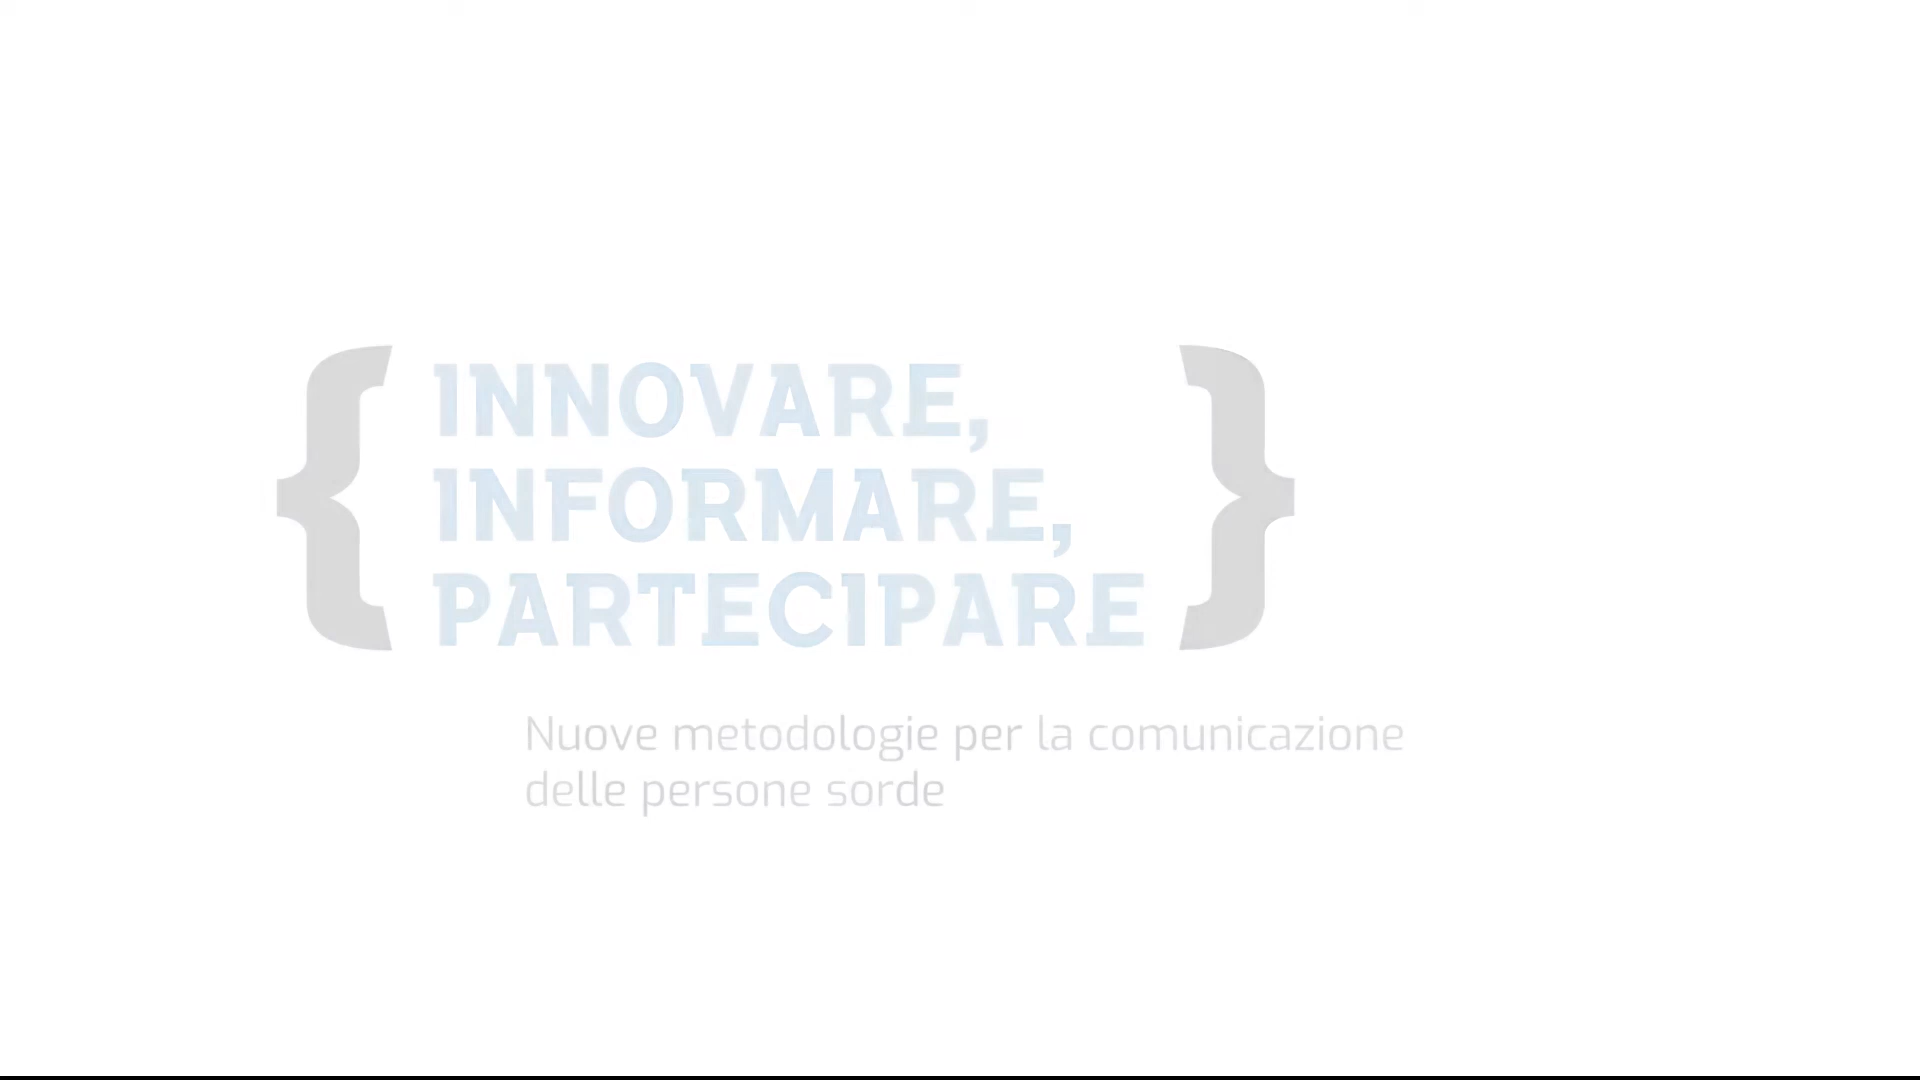 { INNOVARE,
INFORMARE,
PARTECIPARE }
Nuove metodologie per la comunicazione
delle persone sorde